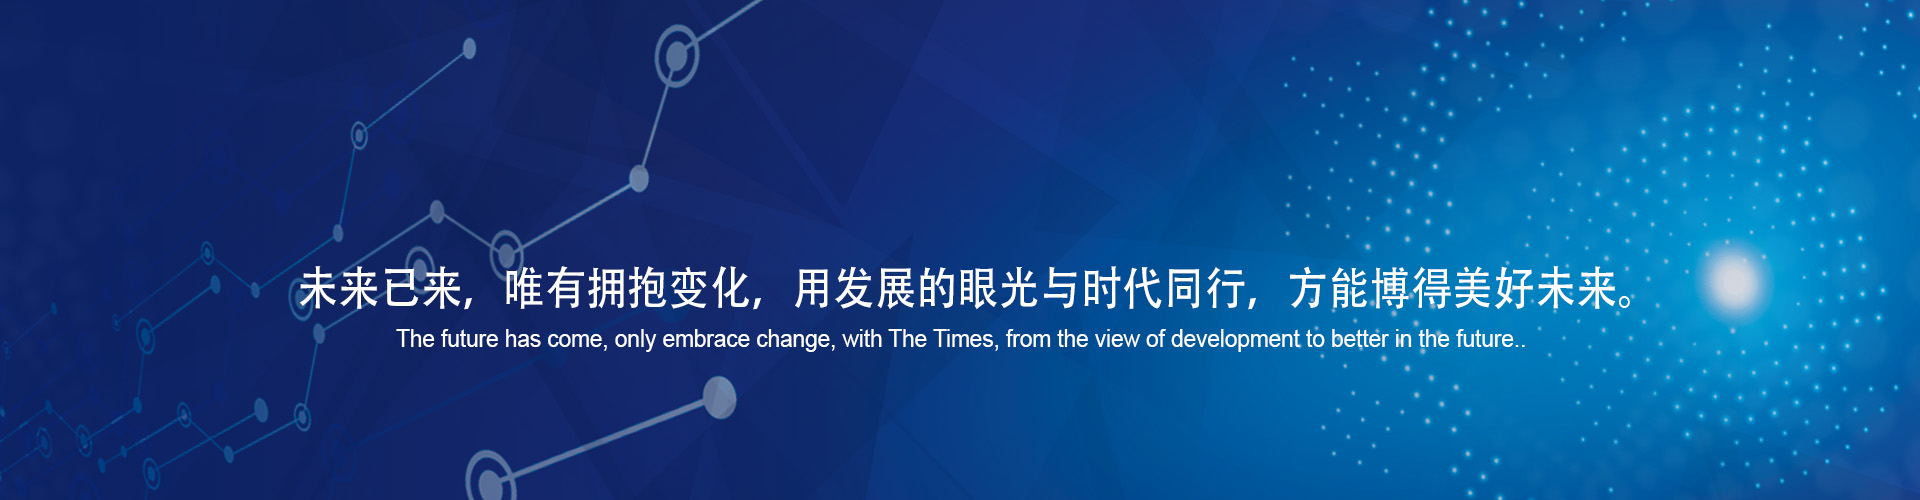 未来已来，唯有拥抱变化，用发展的眼光与时代同行，方能博得美好未来。
The future has come, only embrace change, with The Times, from the view of development to better in the future..